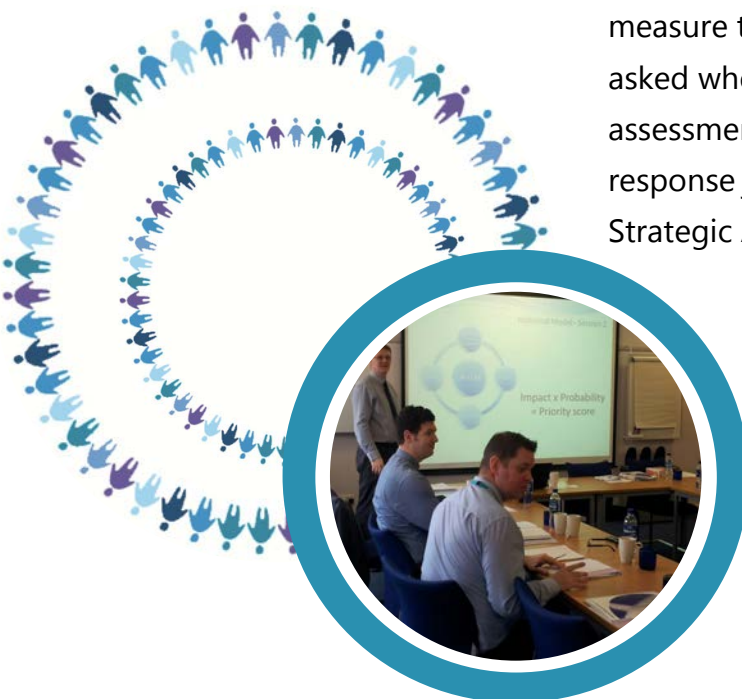 measure t
asked whe
assessmen
response j
Strategic
Impact x Probability
= Priority score